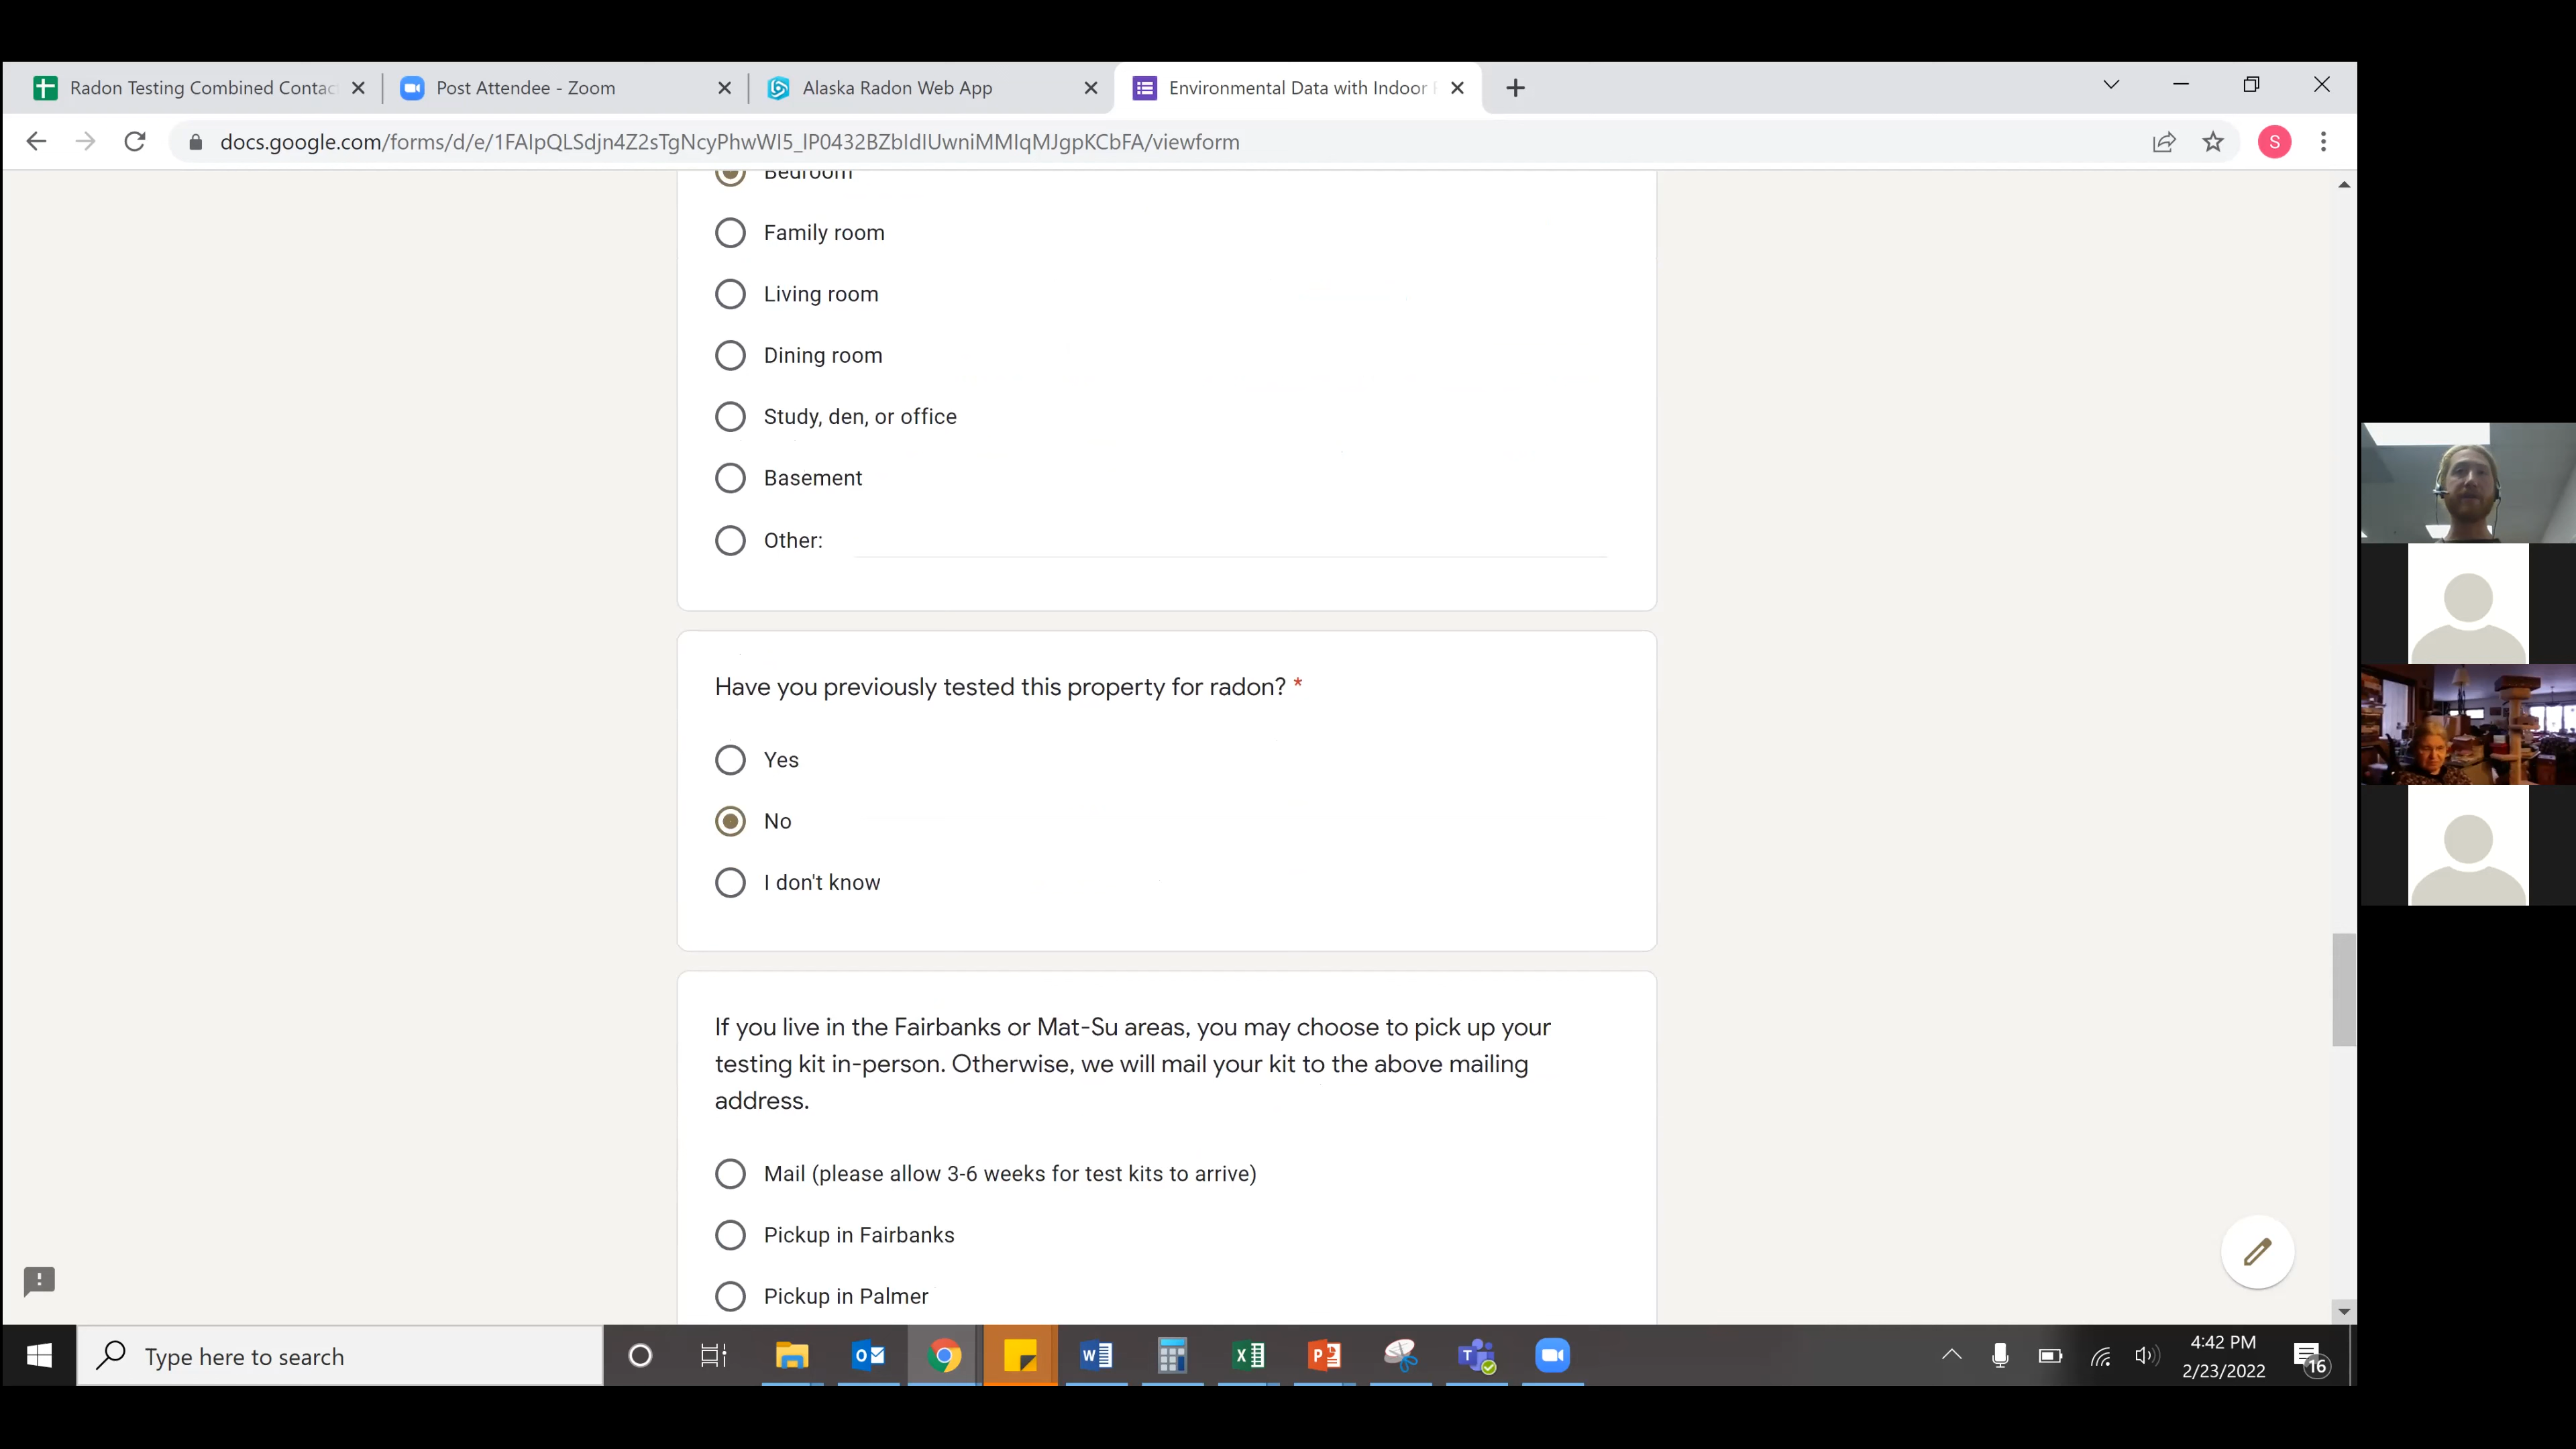 Radon Testing Combined Contac
Post Attendee - Zoom
Alaska Radon Web App
Environmental Data with Indoor
docs.google.com/forms/d/e/1FAIpQLSdjn4Z2sTgNcyPhwWI5_lP0432BZbIdIUwniMMIqMJgpKCbFA/viewform
S
Bedroom
Family room
Living room
Dining room
Study, den, or office
Basement
Other:
Have you previously tested this property for radon? *
Yes
No
I don't know
If you live in the Fairbanks or Mat-Su areas, you may choose to pick up your
testing kit in-person. Otherwise, we will mail your kit to the above mailing
address.
Mail (please allow 3-6 weeks for test kits to arrive)
Pickup in Fairbanks
Pickup in Palmer
Type here to search
4:42 PM
2/23/2022
16